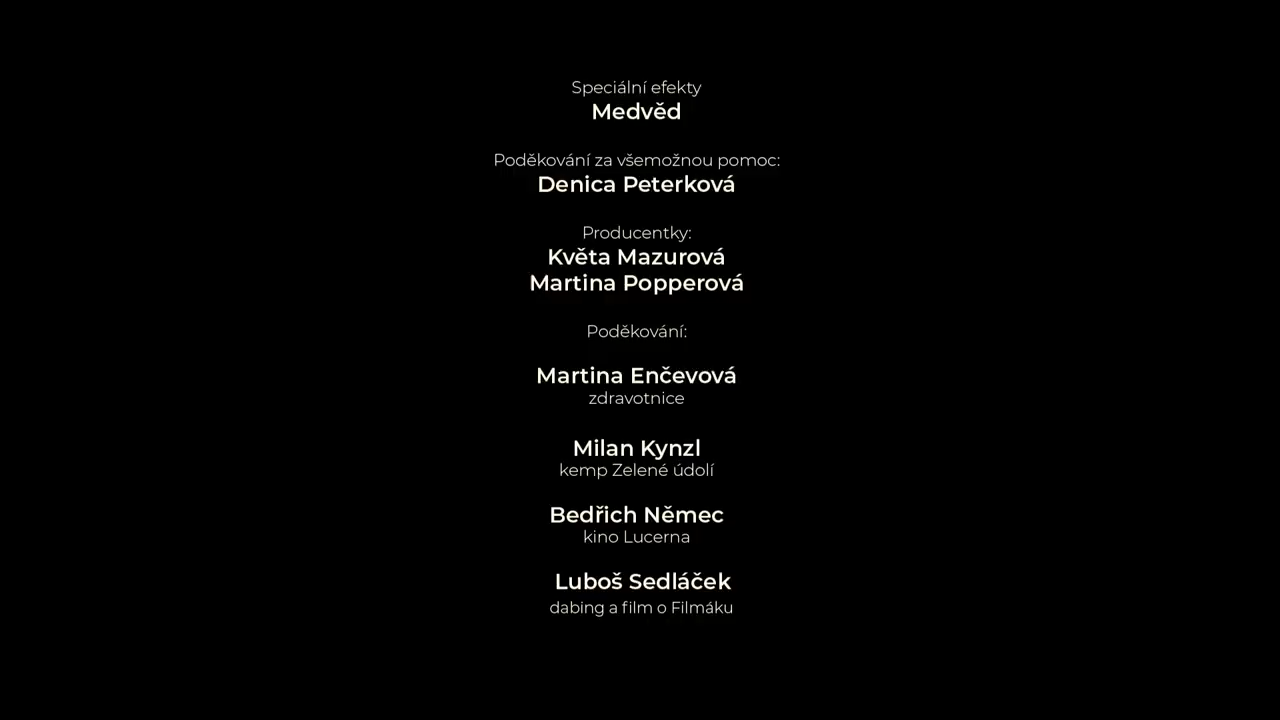 Speciální efekty
Medvěd
Poděkování za všemožnou pomoc:
Denica Peterková
Producentky:
Květa Mazurová
Martina Popperová
Poděkování:
Martina Enčevová
zdravotnice
Milan Kynzl
kemp Zelené údolí
Bedřich Němec
kino Lucerna
Luboš Sedláček
dabing a film o Filmáku